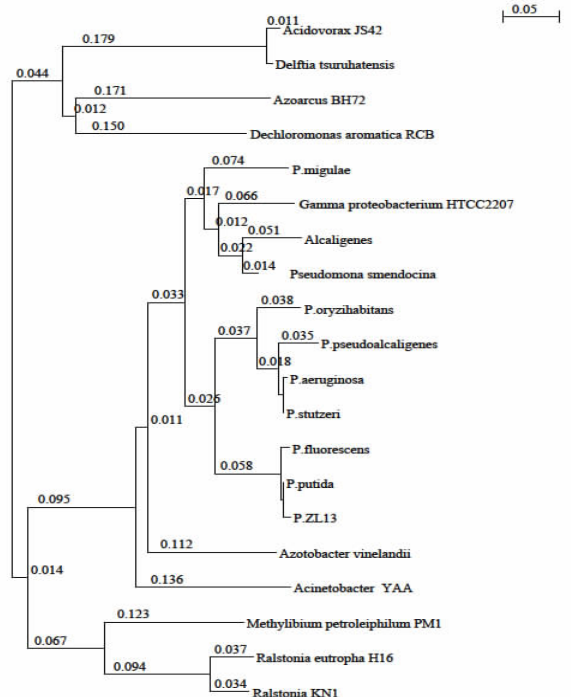 0.05
0.011
Acidovorax JS42
0.179
Delftia tsuruhatensis
0.044
0.171
Azoarcus BH72
0.012
0.150
Dechloromonas aromatica RCB
0.074
P.migulae
0.017
0.066
Gamma proteobacterium HTCC2207
0.012
0.051
Alcaligenes
0.022
0.014
Pseudomona smendocina
0.033
0.038
P.oryzihabitans
0.037
0.035
P.pseudoalcaligenes
0.018
P.aeruginosa
0.026
P.stutzeri
0.011
P.fluorescens
0.058
P.putida
0.095
P.ZL13
0.112
Azotobacter vinelandii
0.014
0.136
Acinetobacter YAA
0.123
Methylibium petroleiphilum PM1
0.067
0.037
Ralstonia eutropha H16
0.094
0.034
Ralstonia KN1